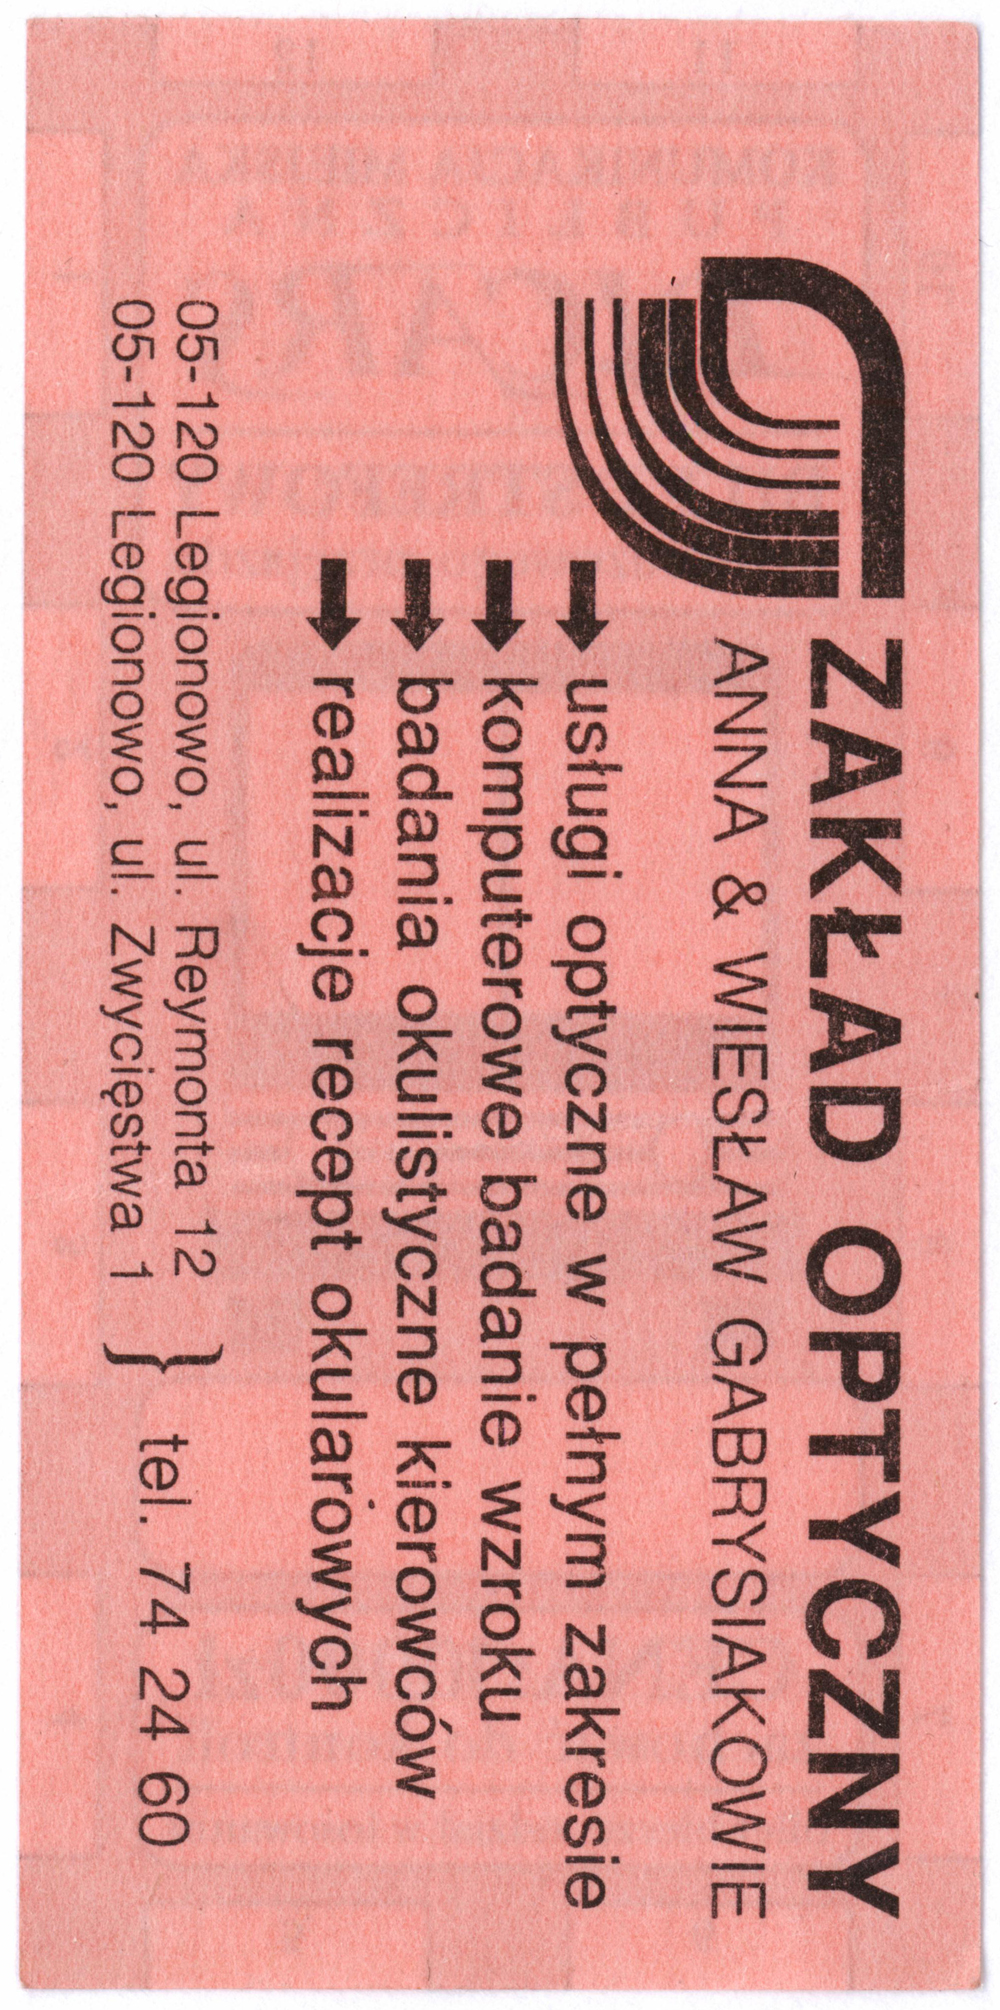 ZAKŁAD OPTYCZNY
ANNA & WIESŁAW GABRYSIAKOWIE
usługi optyczne w pełnym zakresie
komputerowe badanie wzroku
badania okulistyczne kierowców
realizacje recept okularowych
05-120 Legionowo, ul. Reymonta 12
05-120 Legionowo, ul. Zwycięstwa 1
} tel. 74 24 60